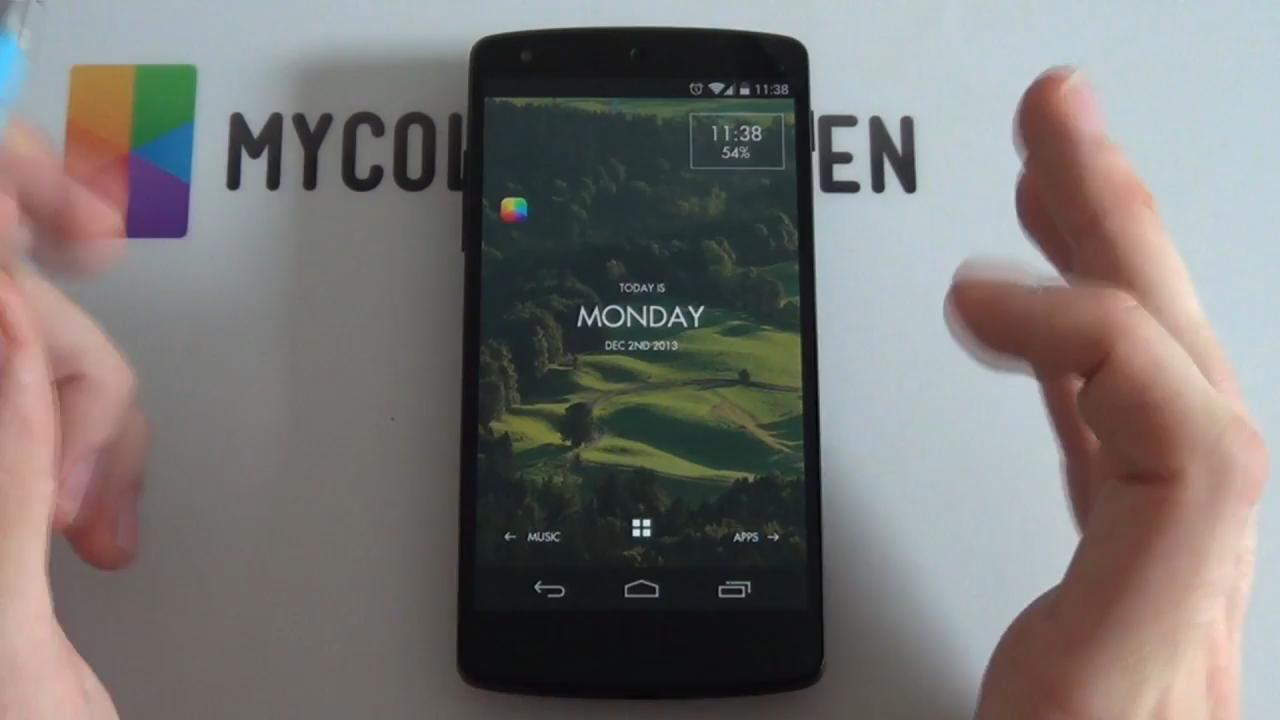 MYCOL EN
11:38
11:38
54%
TODAY IS
MONDAY
DEC 2ND 2013
← MUSIC
APPS →